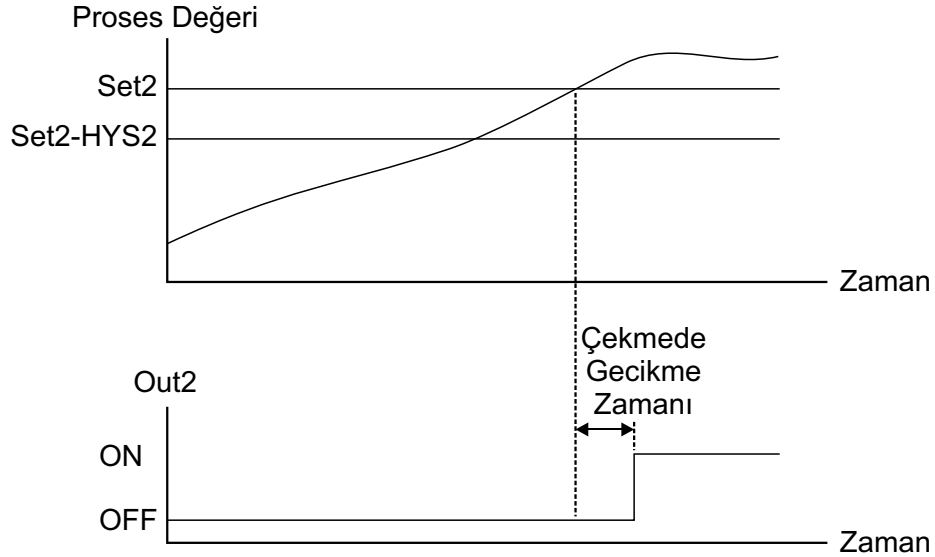 Proses Değeri
Set2
Set2-HYS2
Zaman
Çekmede
Gecikme
Zamanı
Out2
ON
OFF
Zaman